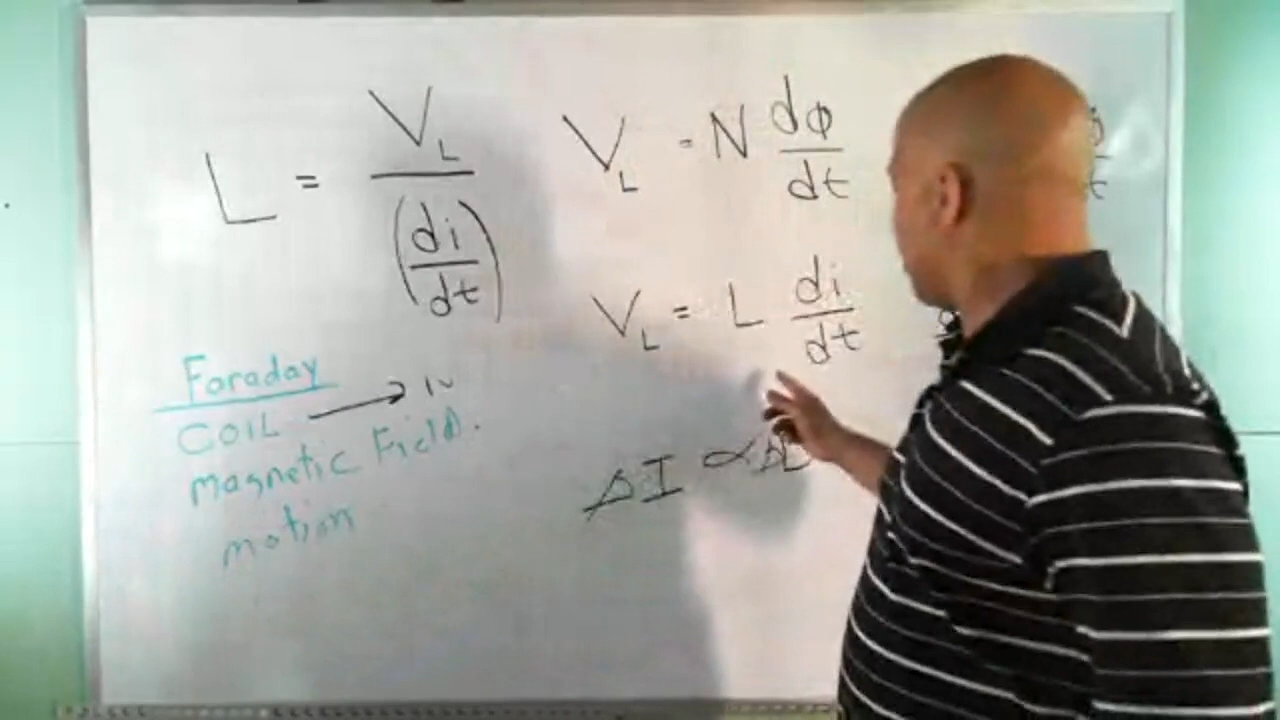 L = V_L / (di/dt)
V_L = N dφ/dt
V_L = L di/dt
Faraday
COIL → N
magnetic Field.
motion
ΔI ∝